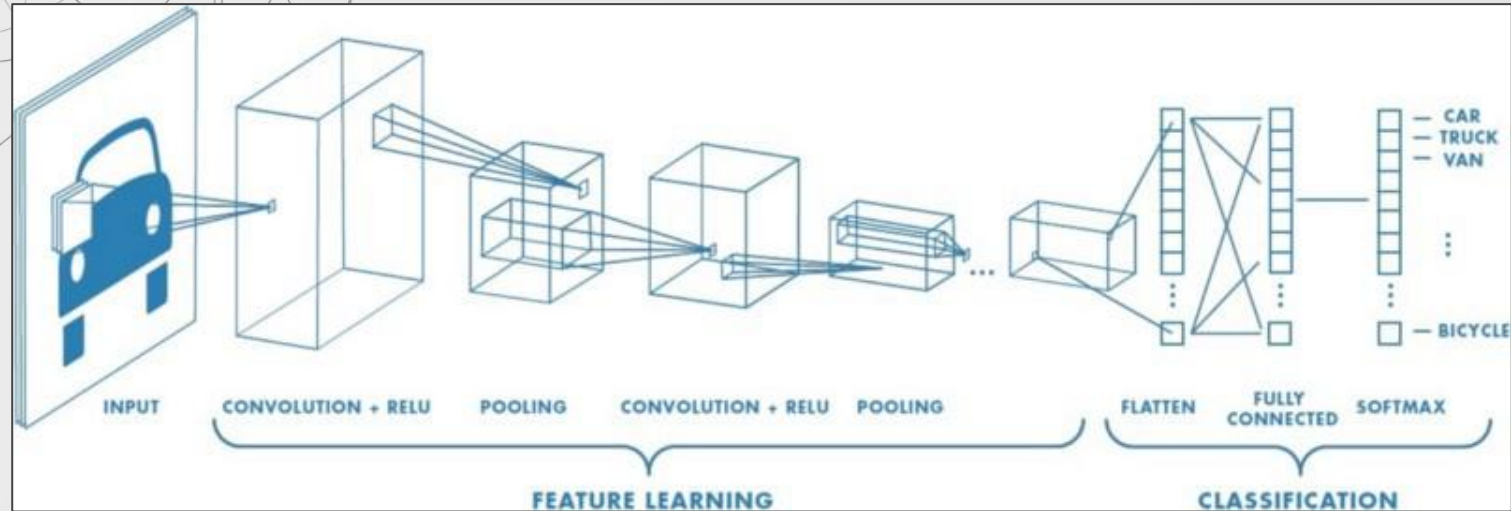 CAR
TRUCK
VAN
BICYCLE
INPUT
CONVOLUTION + RELU
POOLING
CONVOLUTION + RELU
POOLING
FLATTEN
FULLY
CONNECTED
SOFTMAX
FEATURE LEARNING
CLASSIFICATION